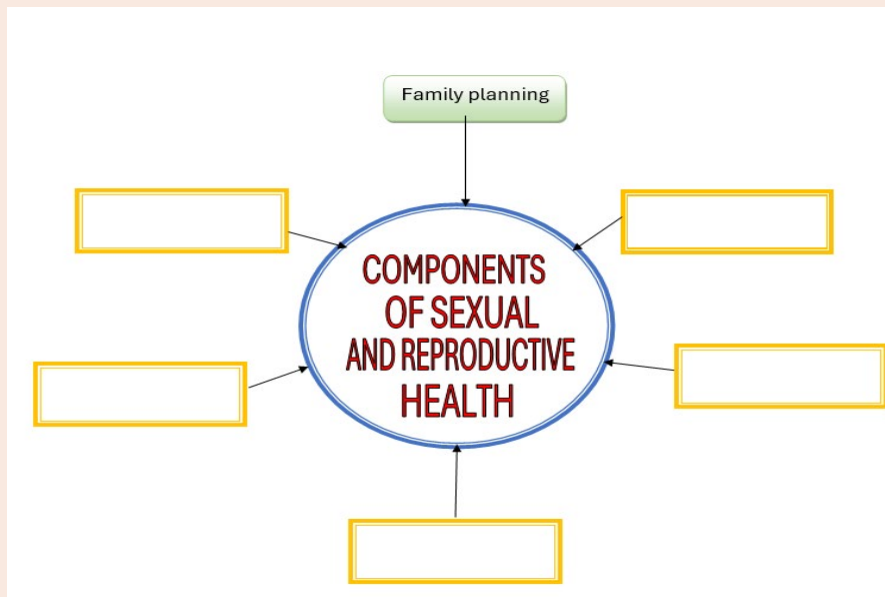 Family planning
COMPONENTS
OF SEXUAL
AND REPRODUCTIVE
HEALTH